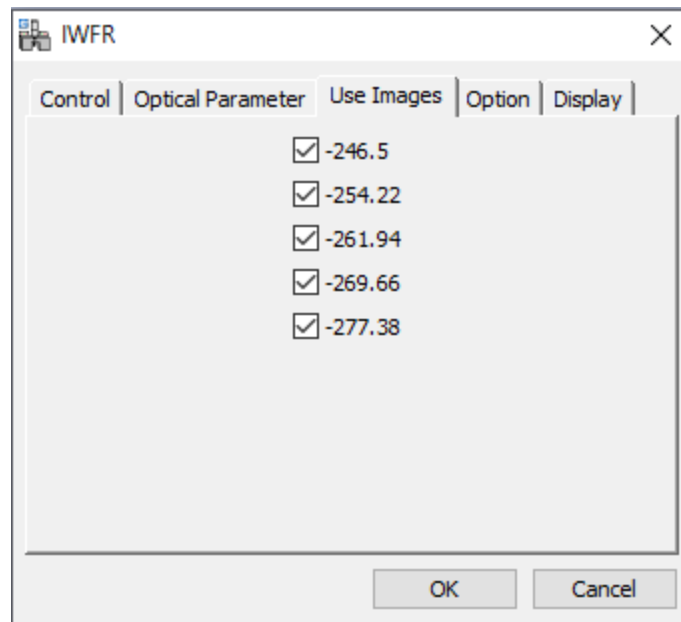 IWFR
Control Optical Parameter Use Images Option Display
-246.5
-254.22
-261.94
-269.66
-277.38
OK Cancel